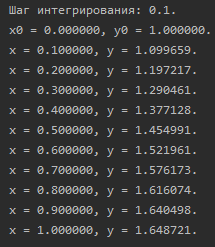 Шаг интегрирования: 0.1.
x0 = 0.000000, y0 = 1.000000.
x = 0.100000, y = 1.099659.
x = 0.200000, y = 1.197217.
x = 0.300000, y = 1.290461.
x = 0.400000, y = 1.377128.
x = 0.500000, y = 1.454991.
x = 0.600000, y = 1.521961.
x = 0.700000, y = 1.576173.
x = 0.800000, y = 1.616074.
x = 0.900000, y = 1.640498.
x = 1.000000, y = 1.648721.